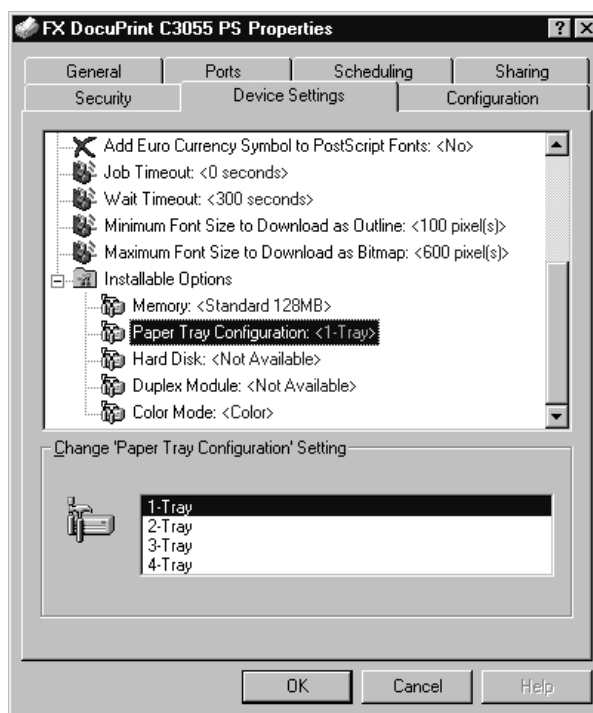 FX DocuPrint C3055 PS Properties
General Ports Scheduling Sharing
Security Device Settings Configuration
Add Euro Currency Symbol to PostScript Fonts: <No>
Job Timeout: <0 seconds>
Wait Timeout: <300 seconds>
Minimum Font Size to Download as Outline: <100 pixel(s)>
Maximum Font Size to Download as Bitmap: <600 pixel(s)>
Installable Options
Memory: <Standard 128MB>
Paper Tray Configuration: <1-Tray>
Hard Disk: <Not Available>
Duplex Module: <Not Available>
Color Mode: <Color>
Change 'Paper Tray Configuration' Setting
1-Tray
2-Tray
3-Tray
4-Tray
OK Cancel Help